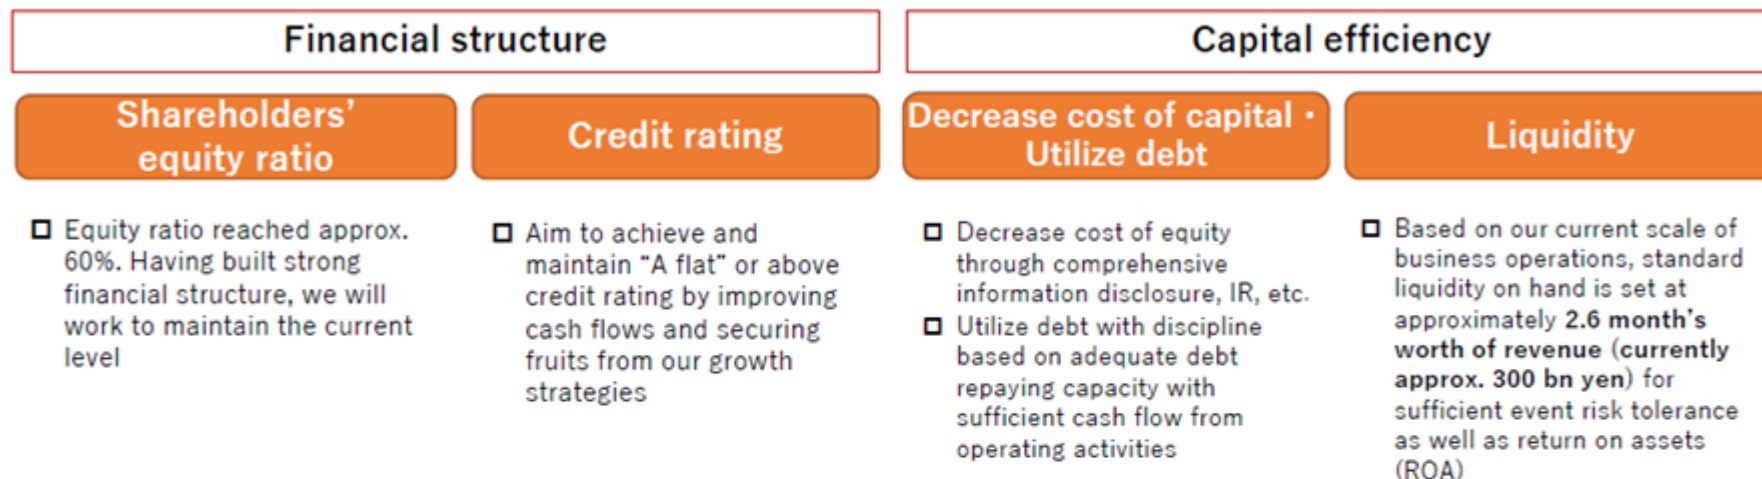 Financial structure
Capital efficiency
Shareholders'
equity ratio
Credit rating
Decrease cost of capital・
Utilize debt
Liquidity
Equity ratio reached approx.
60%. Having built strong
financial structure, we will
work to maintain the current
level
Aim to achieve and
maintain “A flat” or above
credit rating by improving
cash flows and securing
fruits from our growth
strategies
Decrease cost of equity
through comprehensive
information disclosure, IR, etc.
Utilize debt with discipline
based on adequate debt
repaying capacity with
sufficient cash flow from
operating activities
Based on our current scale of
business operations, standard
liquidity on hand is set at
approximately 2.6 month's
worth of revenue (currently
approx. 300 bn yen) for
sufficient event risk tolerance
as well as return on assets
(ROA)